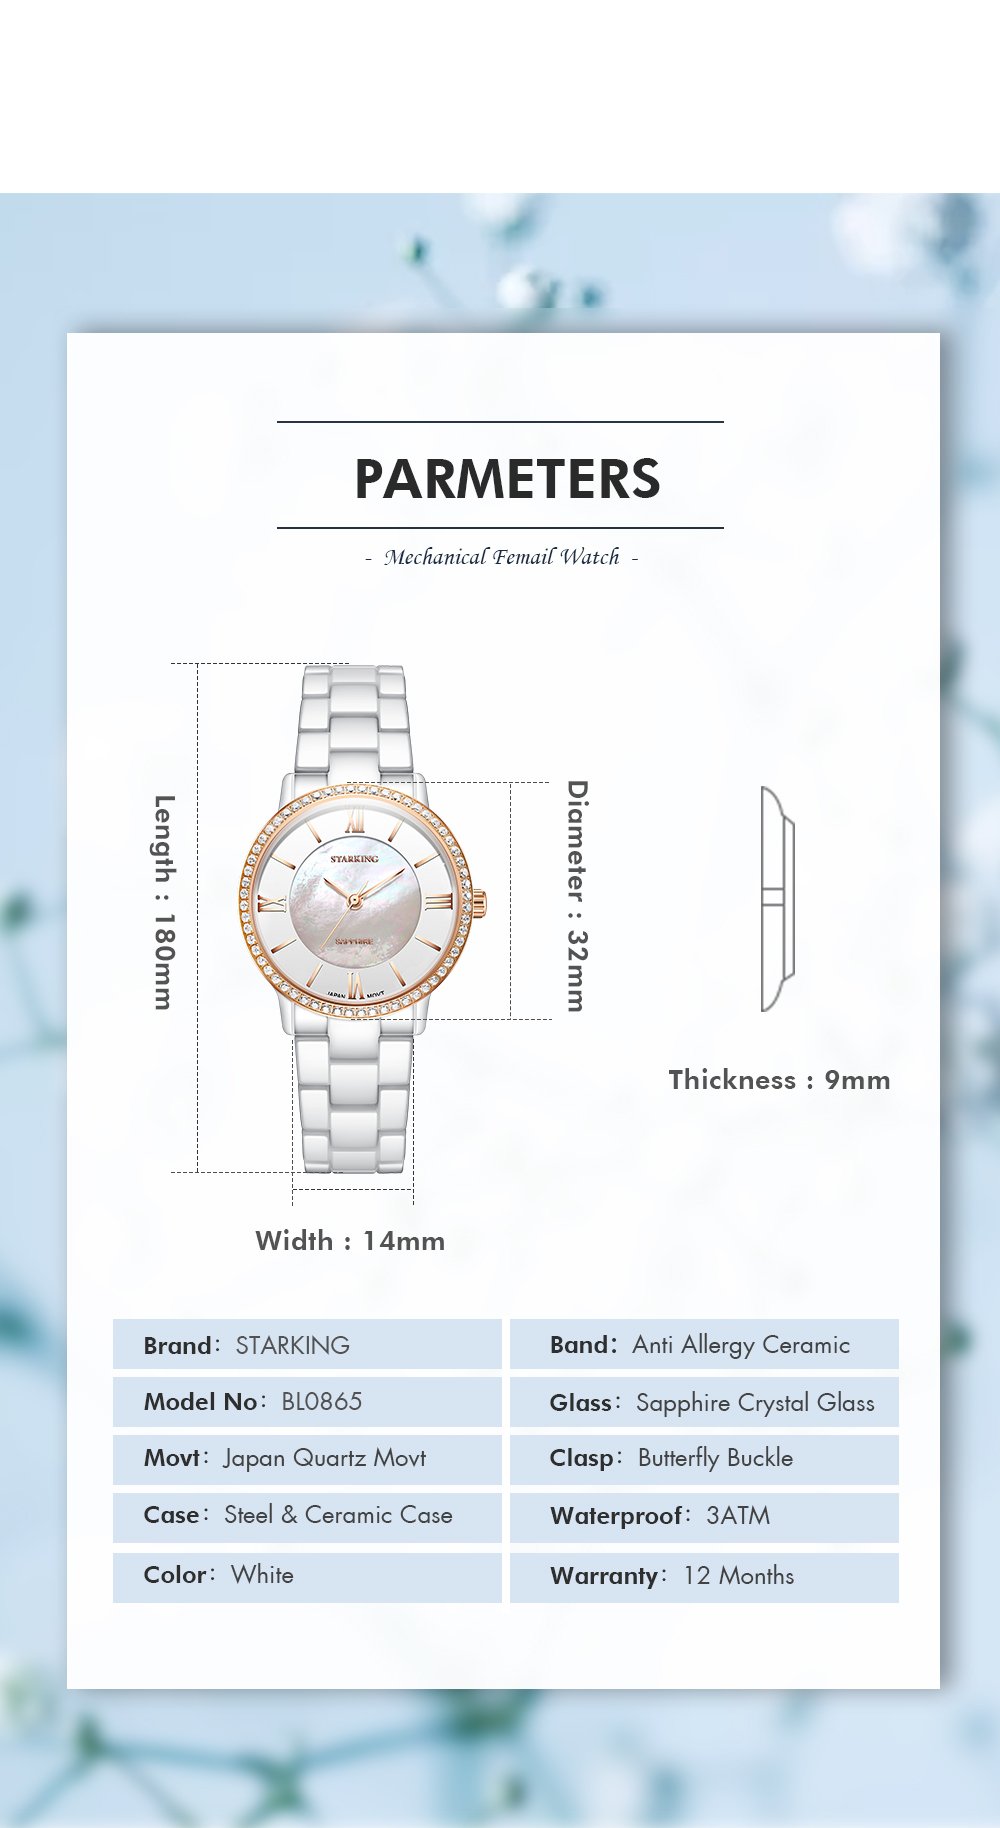 PARMETERS
- Mechanical Femail Watch -
Length : 180mm
STARKING
SAPPHIRE
JAPAN MOVT
Diameter : 32mm
Thickness : 9mm
Width : 14mm
Brand: STARKING
Band: Anti Allergy Ceramic
Model No: BL0865
Glass: Sapphire Crystal Glass
Movt: Japan Quartz Movt
Clasp: Butterfly Buckle
Case: Steel & Ceramic Case
Waterproof: 3ATM
Color: White
Warranty: 12 Months